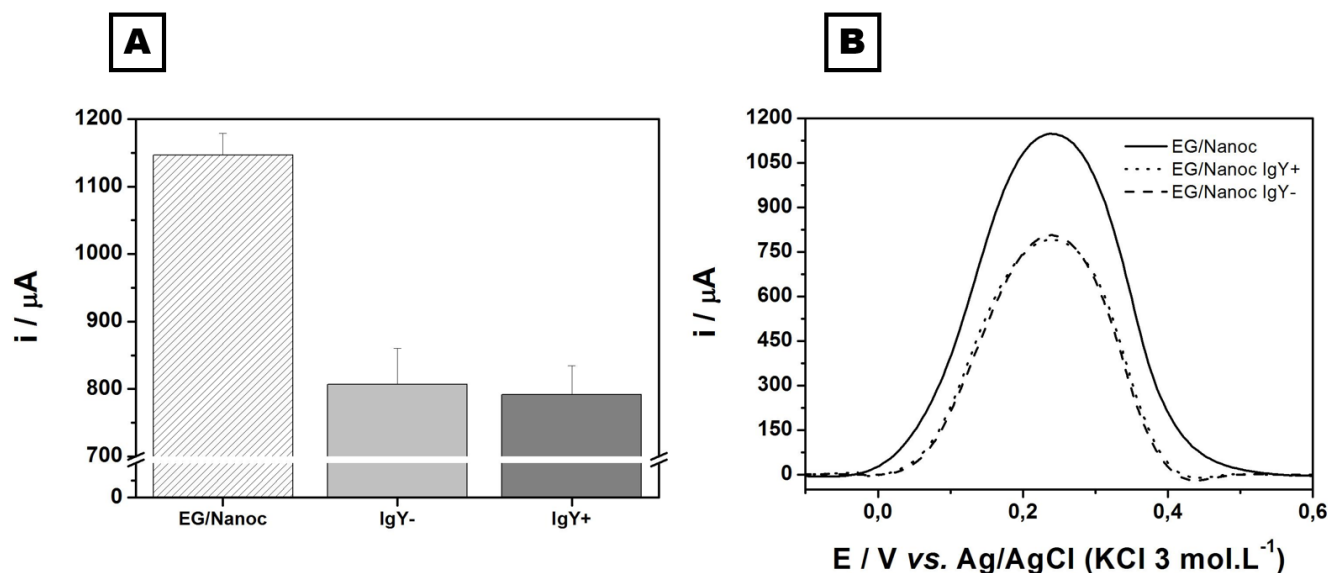 A
1200
1100
1000
900
800
700
0
i / μA
EG/Nanoc
IgY-
IgY+
B
1200
1050
900
750
600
450
300
150
0
i / μA
EG/Nanoc
EG/Nanoc IgY+
EG/Nanoc IgY-
0,0
0,2
0,4
0,6
E / V vs. Ag/AgCl (KCl 3 mol.L⁻¹)